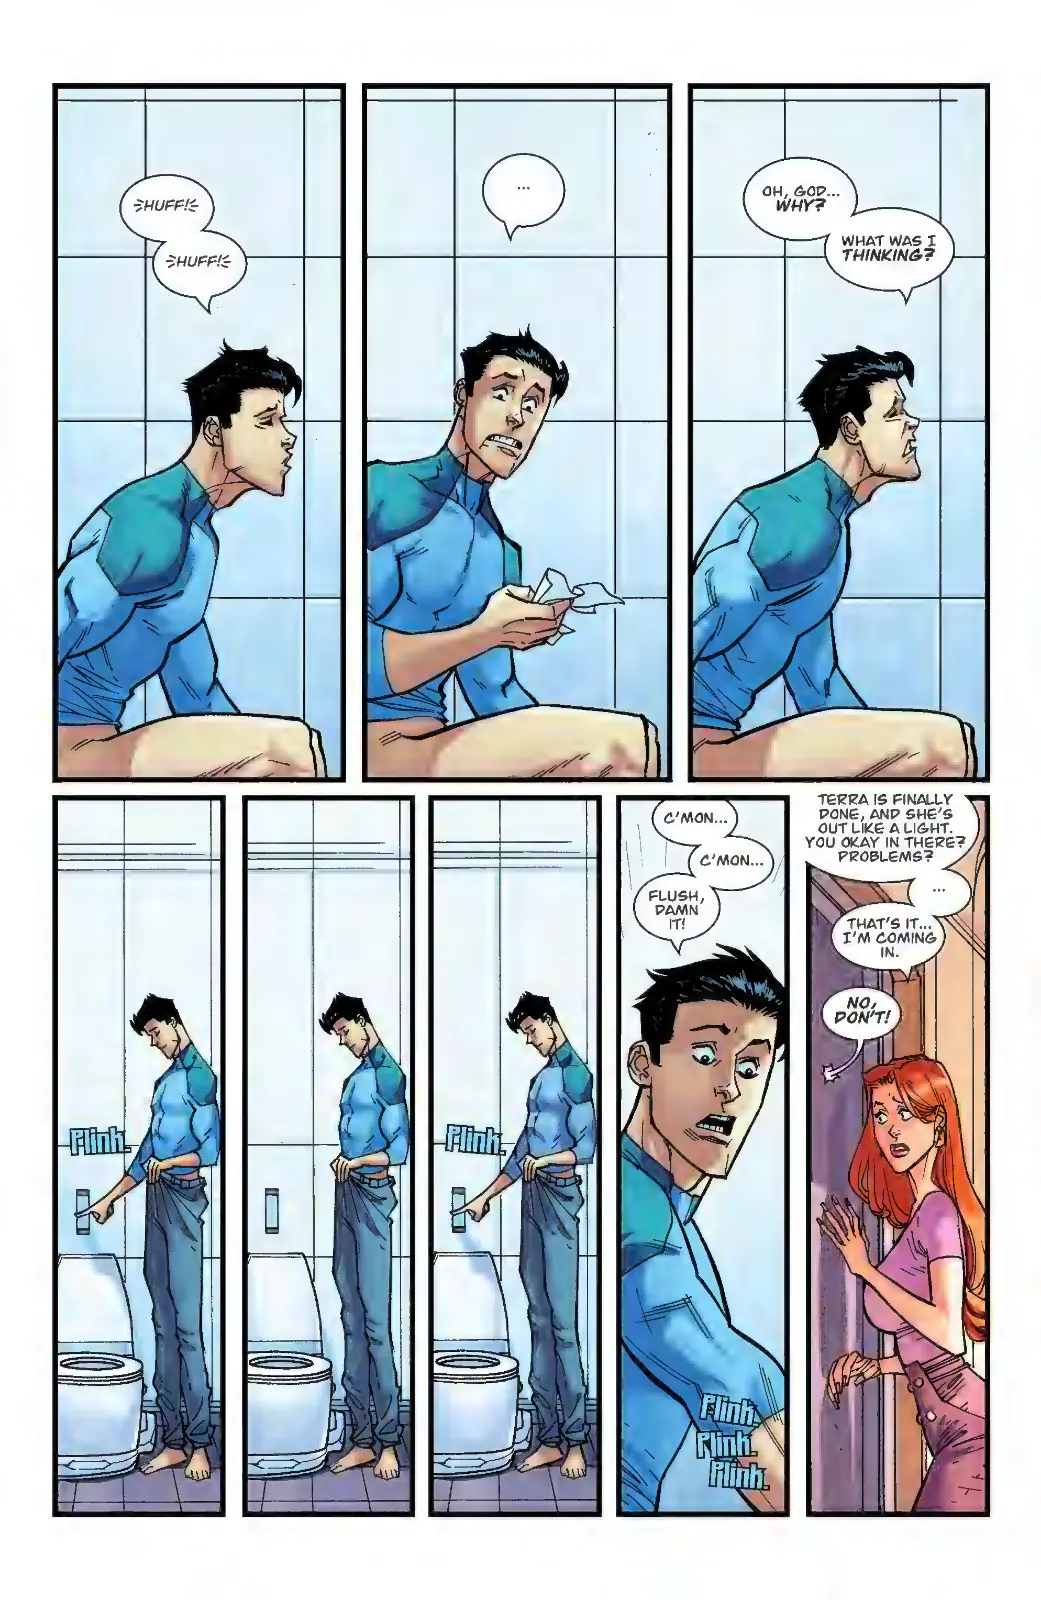 HUFF!
HUFF!
...
OH, GOD...
WHY?
WHAT WAS I
THINKING?
Plink.
Plink.
C'MON...
C'MON...
FLUSH,
DAMN
IT!
Plink.
Plink.
Plink.
TERRA IS FINALLY
DONE, AND SHE'S
OUT LIKE A LIGHT.
YOU OKAY IN THERE?
PROBLEMS?
...
THAT'S IT...
I'M COMING
IN.
NO,
DON'T!